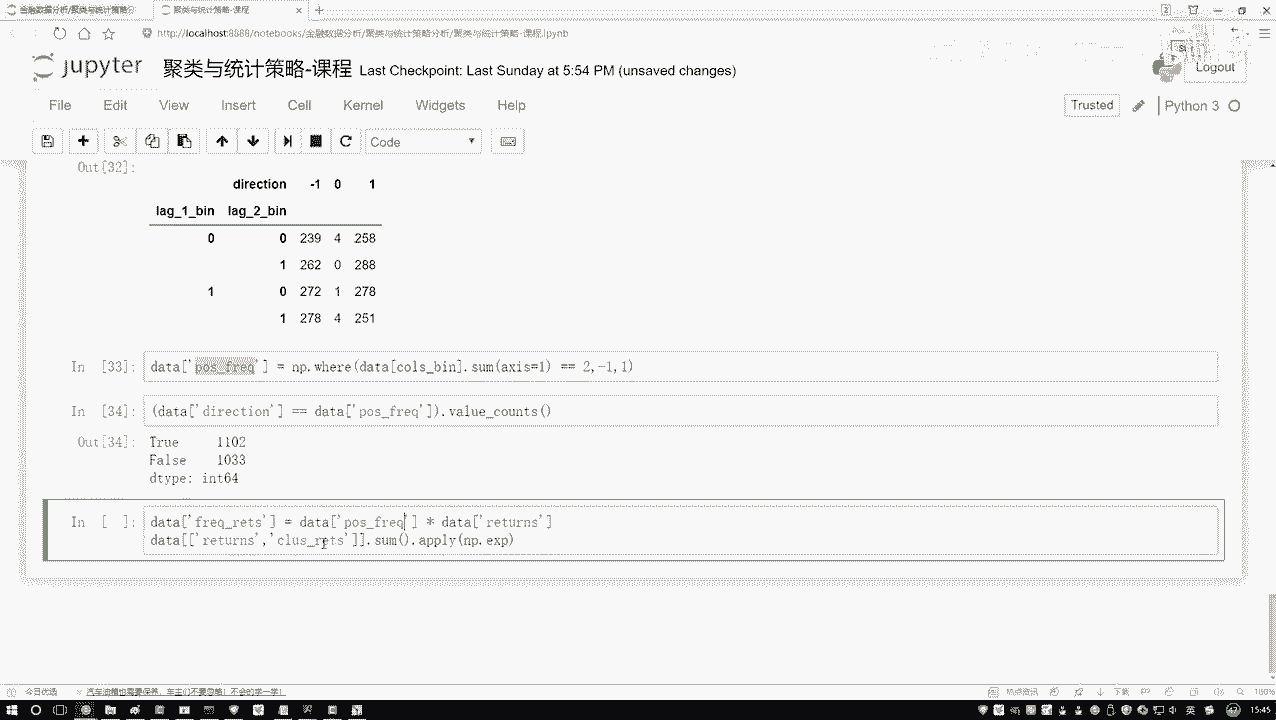 金融数据分析/聚类与统计策略分
聚类与统计策略-课程
http://localhost:8888/notebooks/金融数据分析/聚类与统计策略分析/聚类与统计策略-课程.ipynb
jupyter 聚类与统计策略-课程 Last Checkpoint: Last Sunday at 5:54 PM (unsaved changes)
Logout
File Edit View Insert Cell Kernel Widgets Help
Trusted Python 3
Code
Out[32]:
direction -1 0 1
lag_1_bin lag_2_bin
0 0 239 4 258
1 262 0 288
1 0 272 1 278
1 278 4 251
In [33]: data['pos_freq'] = np.where(data[cols_bin].sum(axis=1) == 2,-1,1)
In [34]: (data['direction'] == data['pos_freq']).value_counts()
Out[34]: True 1102
False 1033
dtype: int64
In [ ]: data['freq_rets'] = data['pos_freq'] * data['returns']
data[['returns','clus_rets']].sum().apply(np.exp)
今日优选 汽车油箱也需要保养，车主们不要忽略！不会的学一学！
热点资讯 下载 100%
英 15:45